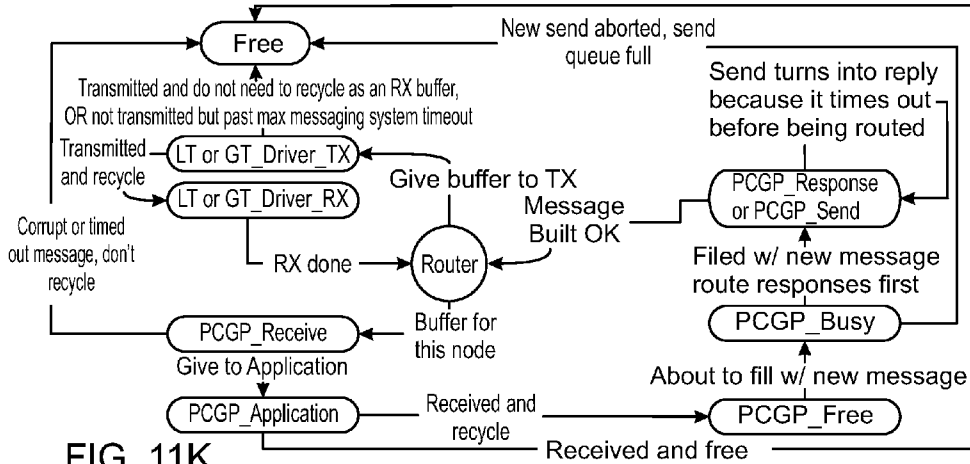 Free
New send aborted, send
queue full
Transmitted and do not need to recycle as an RX buffer,
OR not transmitted but past max messaging system timeout
Send turns into reply
because it times out
before being routed
Transmitted
and recycle
LT or GT_Driver_TX
LT or GT_Driver_RX
Give buffer to TX
Message
Built OK
PCGP_Response
or PCGP_Send
Corrupt or timed
out message, don't
recycle
RX done
Router
Filed w/ new message
route responses first
PCGP_Receive
Buffer for
this node
PCGP_Busy
Give to Application
About to fill w/ new message
PCGP_Application
Received and
recycle
PCGP_Free
Received and free
FIG. 11K